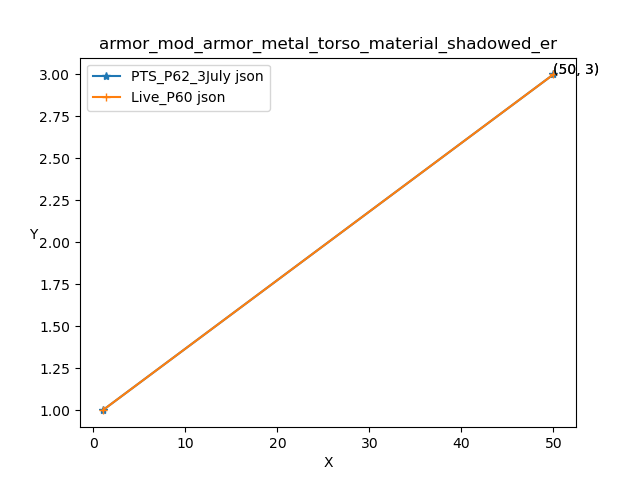 armor_mod_armor_metal_torso_material_shadowed_er
(50, 3)
PTS_P62_3July json
Live_P60 json
3.00
2.75
2.50
2.25
2.00
1.75
1.50
1.25
1.00
Y
0 10 20 30 40 50
X